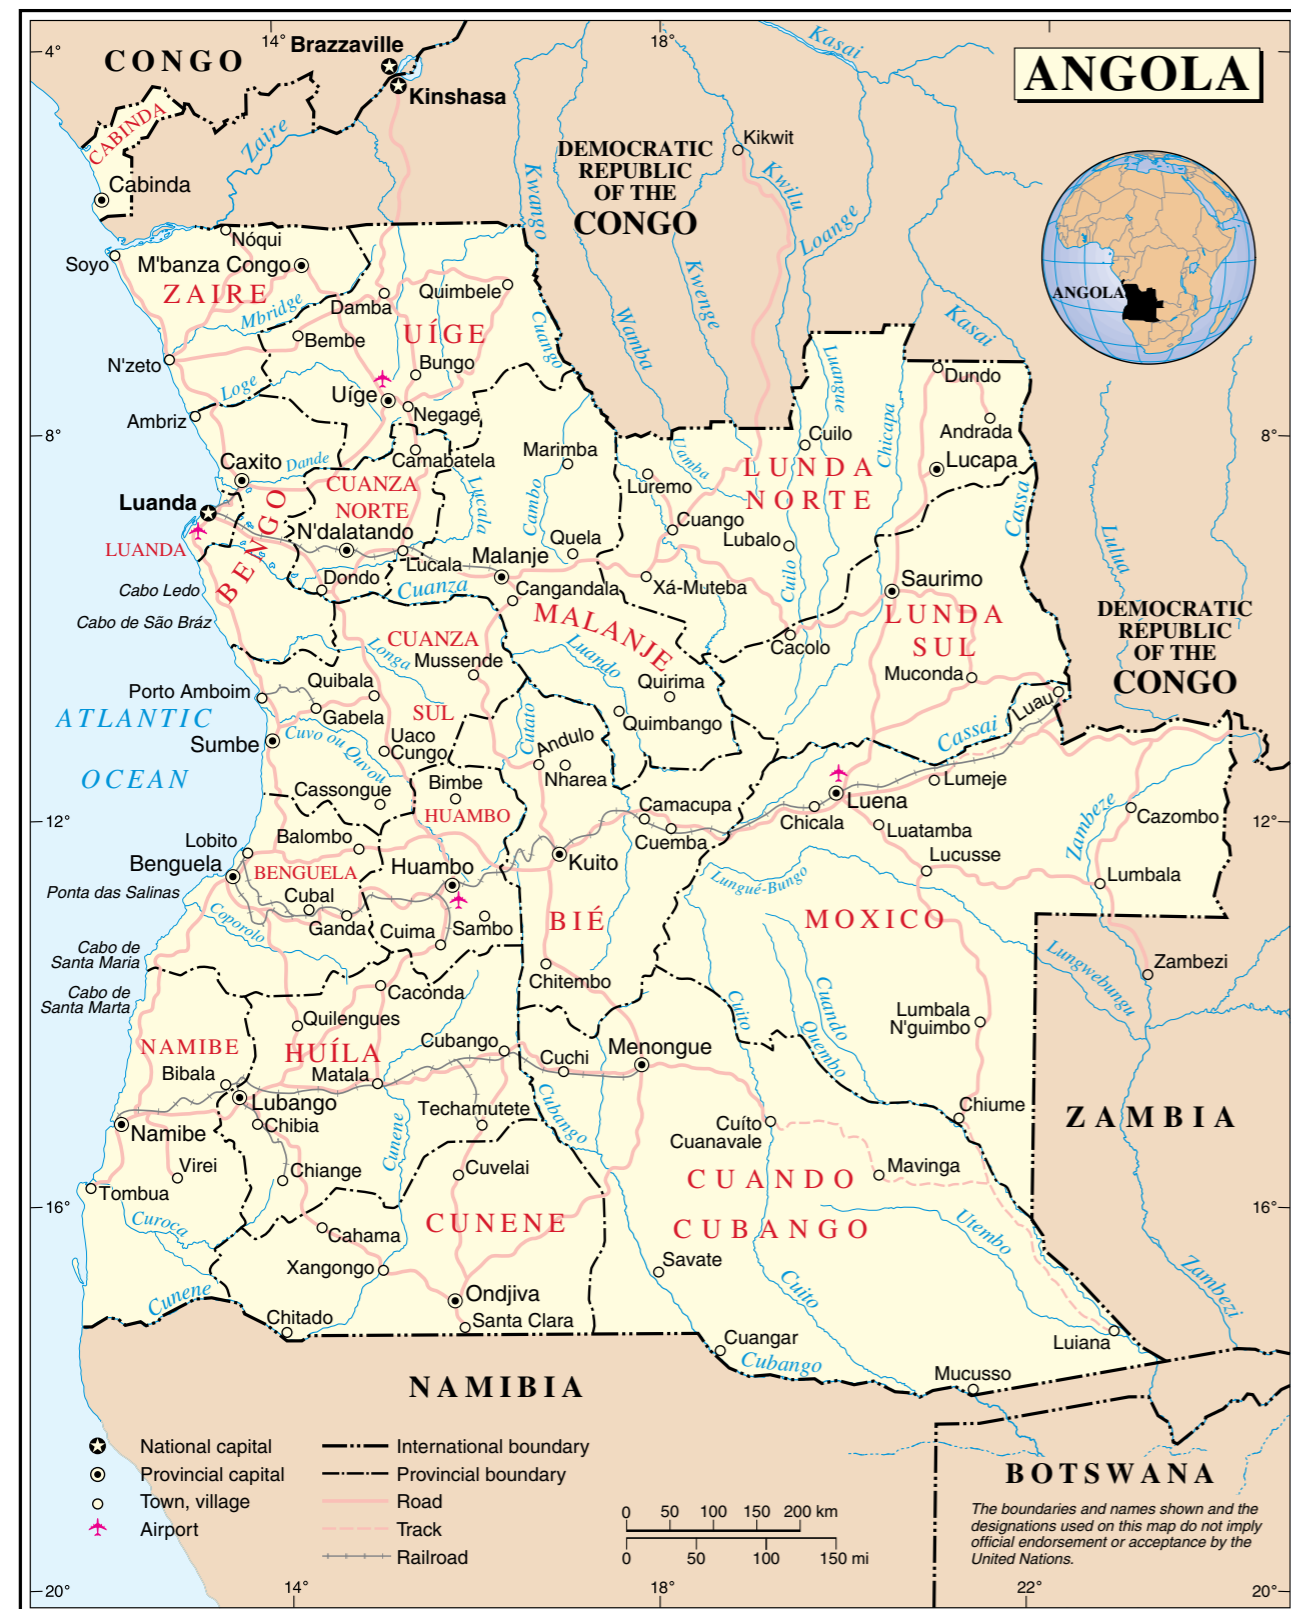 ANGOLA
14°
18°
4°
4°
CONGO
Brazzaville
Kinshasa
CABINDA
Cabinda
Zaire
Kasai
Kikwit
DEMOCRATIC
REPUBLIC
OF THE
CONGO
Kwango
Kwilu
Loange
Kwenge
Wamba
Kasai
ANGOLA
Nóqui
Soyo
M'banza Congo
ZAIRE
Mbridge
Damba
Quimbele
Bembe
UÍGE
Cuango
N'zeto
Bungo
Luangue
Chicapa
Dundo
Loge
Uíge
Negage
Ambriz
Andrada
8°
8°
Cuilo
Marimba
Camabatela
Caxito
Dande
Lucapa
Uamba
LUNDA
NORTE
Luremo
CUANZA
NORTE
Lucala
Cambo
Cassa
Luanda
BENGO
N'dalatando
Cuango
Lubalo
Lulua
LUANDA
Quela
Lucala
Malanje
Cuilo
Dondo
Cuanza
Cangandala
Xá-Muteba
Saurimo
Cabo Ledo
Cabo de São Bráz
MALANJE
LUNDA
SUL
DEMOCRATIC
REPUBLIC
OF THE
CONGO
CUANZA
SUL
Longa
Mussende
Luando
Cacolo
Muconda
Quibala
Quirima
Porto Amboim
Gabela
Quimbango
Luau
ATLANTIC
OCEAN
Sumbe
Cuvo ou Quvou
Uaco
Cungo
Cutato
Andulo
Nharea
Cassai
Lumeje
Cassongue
Bimbe
HUAMBO
Camacupa
Cuemba
Chicala
Luena
Luatamba
Zambeze
Cazombo
12°
12°
Lobito
Balombo
Benguela
BENGUELA
Huambo
Kuito
Lucusse
Lumbala
Ponta das Salinas
Cubal
Lungué-Bungo
Coporolo
Ganda
Cuima
Sambo
BIÉ
MOXICO
Cabo de
Santa Maria
Chitembo
Lungwebungu
Zambezi
Cabo de
Santa Marta
Caconda
Cuito
Cuando
Quembo
Lumbala
N'guimbo
Quilengues
NAMIBE
HUÍLA
Cubango
Cuchi
Menongue
Bibala
Matala
Lubango
Techamutete
Cubango
Chiume
Namibe
Chibia
Cunene
Cuíto
Cuanavale
ZAMBIA
Virei
Chiange
Cuvelai
Mavinga
Tombua
CUANDO
CUBANGO
16°
16°
Curoca
CUNENE
Utembo
Cahama
Savate
Xangongo
Cunene
Ondjiva
Cuito
Zambezi
Chitado
Santa Clara
Cuangar
Luiana
Cubango
Mucusso
NAMIBIA
National capital
Provincial capital
Town, village
Airport
International boundary
Provincial boundary
Road
Track
Railroad
0 50 100 150 200 km
0 50 100 150 mi
BOTSWANA
The boundaries and names shown and the
designations used on this map do not imply
official endorsement or acceptance by the
United Nations.
20°
14°
18°
22°
20°